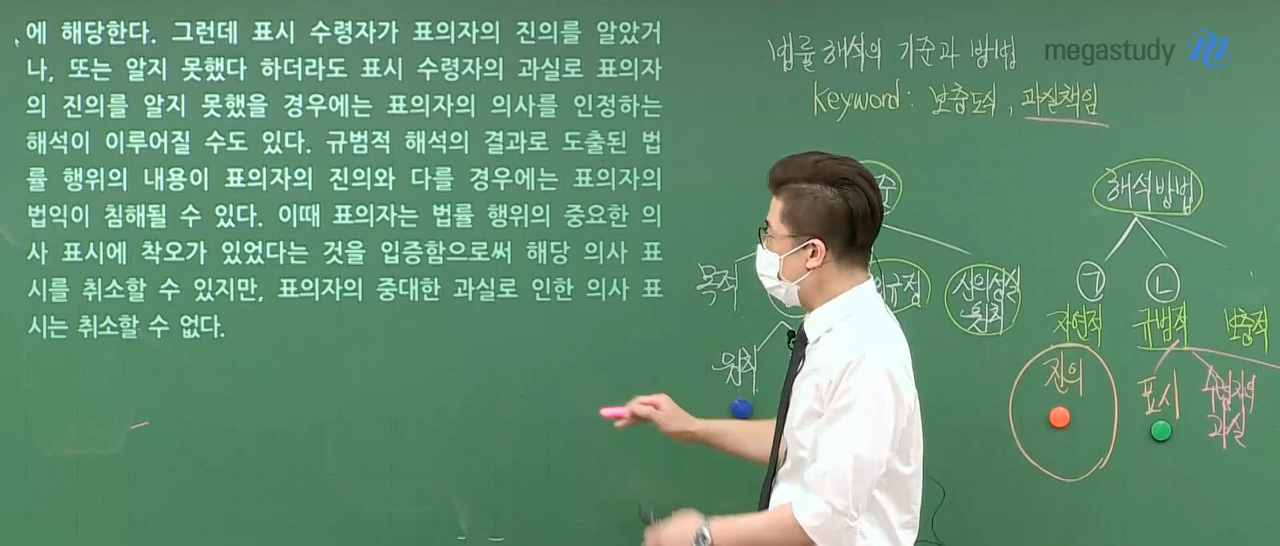 에 해당한다. 그런데 표시 수령자가 표의자의 진의를 알았거
나, 또는 알지 못했다 하더라도 표시 수령자의 과실로 표의자
의 진의를 알지 못했을 경우에는 표의자의 의사를 인정하는
해석이 이루어질 수도 있다. 규범적 해석의 결과로 도출된 법
률 행위의 내용이 표의자의 진의와 다를 경우에는 표의자의
법익이 침해될 수 있다. 이때 표의자는 법률 행위의 중요한 의
사 표시에 착오가 있었다는 것을 입증함으로써 해당 의사 표
시를 취소할 수 있지만, 표의자의 중대한 과실로 인한 의사 표
시는 취소할 수 없다.
법률 해석의 기준과 방법
megastudy
Keyword: 보충도식, 과실책임
준
해석방법
목적
의규정
신의성실
원칙
ㄱ
ㄴ
자연적
규범적
보충적
원칙
진의
표시
수령자의
과실